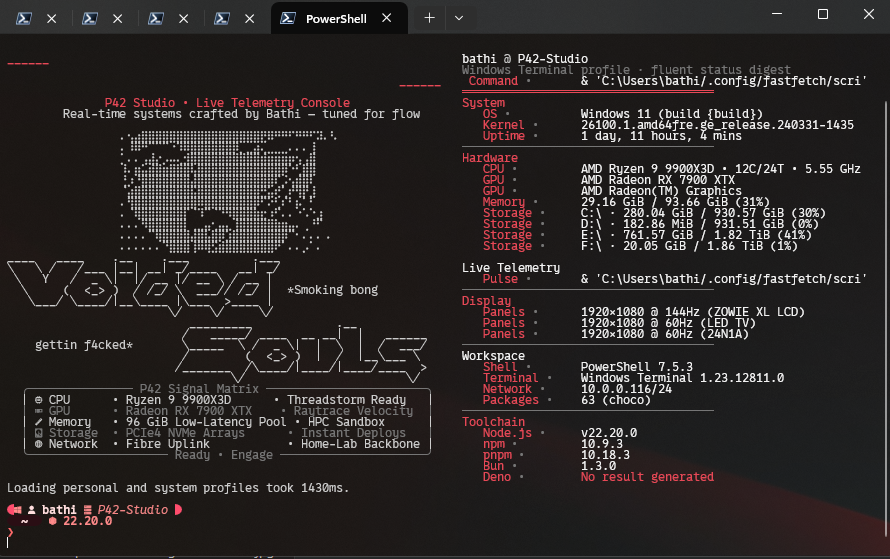 PowerShell
______
______
P42 Studio • Live Telemetry Console
Real-time systems crafted by Bathi — tuned for flow
*Smoking bong
gettin f4cked*
P42 Signal Matrix
CPU • Ryzen 9 9900X3D • Threadstorm Ready
GPU • Radeon RX 7900 XTX • Raytrace Velocity
Memory • 96 GiB Low-Latency Pool • HPC Sandbox
Storage • PCIe4 NVMe Arrays • Instant Deploys
Network • Fibre Uplink • Home-Lab Backbone
Ready • Engage
Loading personal and system profiles took 1430ms.
bathi P42-Studio
~ 22.20.0
❯
bathi @ P42-Studio
Windows Terminal profile · fluent status digest
Command • & 'C:\Users\bathi/.config/fastfetch/scri'
System
OS • Windows 11 (build {build})
Kernel • 26100.1.amd64fre.ge_release.240331-1435
Uptime • 1 day, 11 hours, 4 mins
Hardware
CPU • AMD Ryzen 9 9900X3D • 12C/24T • 5.55 GHz
GPU • AMD Radeon RX 7900 XTX
GPU • AMD Radeon(TM) Graphics
Memory • 29.16 GiB / 93.66 GiB (31%)
Storage • C:\ · 280.04 GiB / 930.57 GiB (30%)
Storage • D:\ · 182.86 MiB / 931.51 GiB (0%)
Storage • E:\ · 761.57 GiB / 1.82 TiB (41%)
Storage • F:\ · 20.05 GiB / 1.86 TiB (1%)
Live Telemetry
Pulse • & 'C:\Users\bathi/.config/fastfetch/scri'
Display
Panels • 1920×1080 @ 144Hz (ZOWIE XL LCD)
Panels • 1920×1080 @ 60Hz (LED TV)
Panels • 1920×1080 @ 60Hz (24N1A)
Workspace
Shell • PowerShell 7.5.3
Terminal • Windows Terminal 1.23.12811.0
Network • 10.0.0.116/24
Packages • 63 (choco)
Toolchain
Node.js • v22.20.0
npm • 10.9.3
pnpm • 10.18.3
Bun • 1.3.0
Deno • No result generated